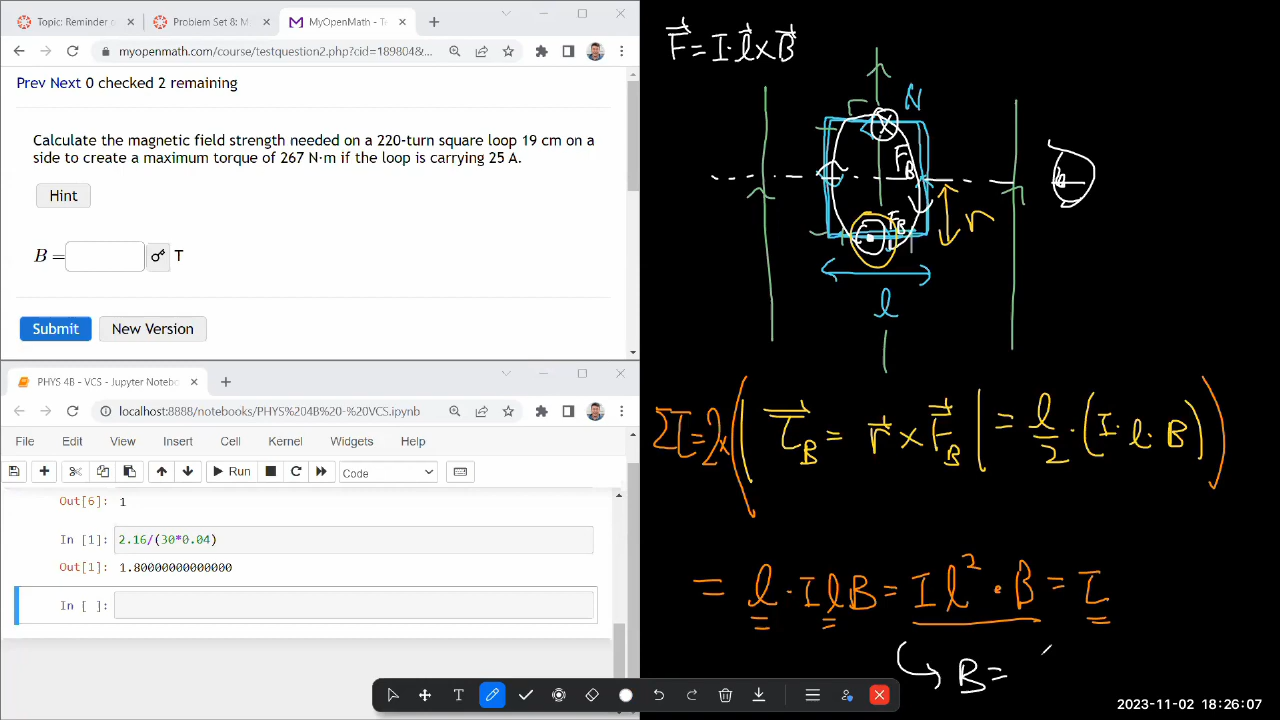 Topic: Reminder o
Problem Set 8: M
MyOpenMath - T
myopenmath.com/course/testquestion2.php?cid=189804&...
Prev Next 0 checked 2 remaining
Calculate the magnetic field strength needed on a 220-turn square loop 19 cm on
a side to create a maximum torque of 267 N·m if the loop is carrying 25 A.
Hint
B = T
Submit New Version
PHYS 4B - VCS - Jupyter Notebo
localhost:8888/notebooks/PHYS%204B%20VCS.ipynb
File Edit View Insert Cell Kernel Widgets Help
Run Code
Out[6]: 1
In [1]: 2.16/(30*0.04)
Out[1]: 1.80000000000000
In [ ]:
F⃗ = I · l⃗ × B⃗
N
F_B
F_B
r
l
Στ = 2×(|τ⃗_B = r⃗ × F⃗_B| = l/2 · (I · l · B))
= l · I l B = I l² · B = τ
↪ B =
T
2023-11-02 18:26:07